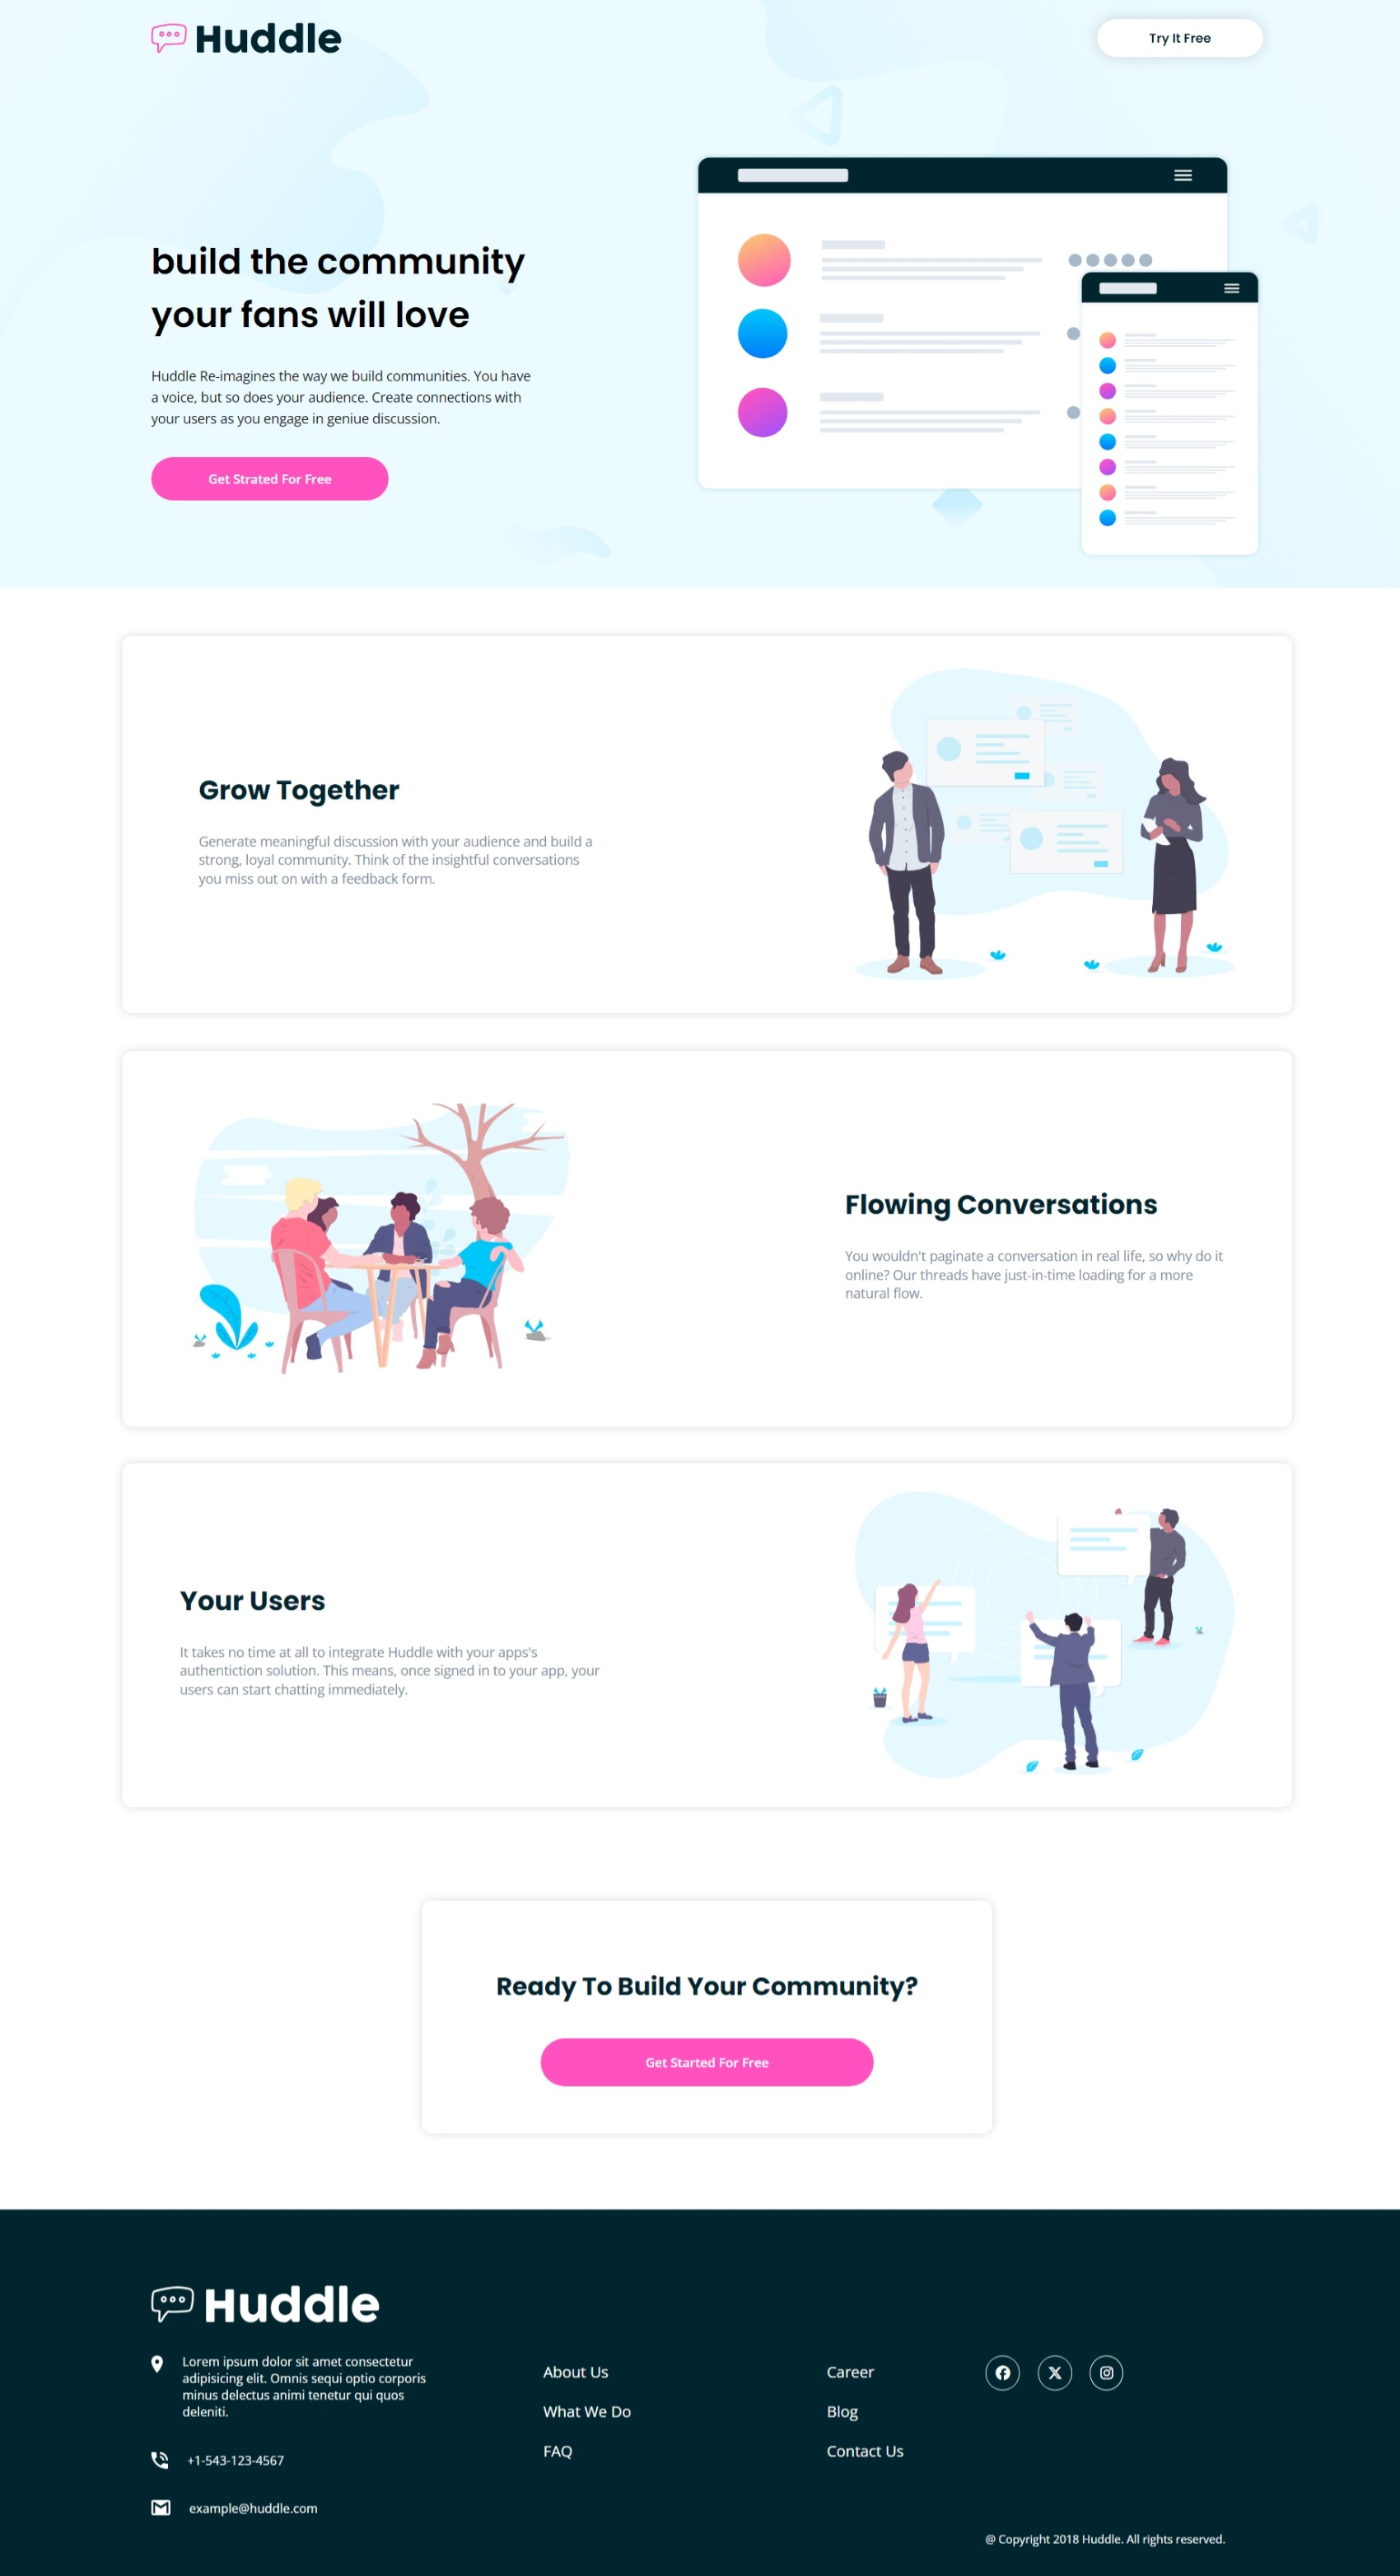 Huddle
Try It Free
build the community
your fans will love
Huddle Re-imagines the way we build communities. You have
a voice, but so does your audience. Create connections with
your users as you engage in geniue discussion.
Get Strated For Free
Grow Together
Generate meaningful discussion with your audience and build a
strong, loyal community. Think of the insightful conversations
you miss out on with a feedback form.
Flowing Conversations
You wouldn't paginate a conversation in real life, so why do it
online? Our threads have just-in-time loading for a more
natural flow.
Your Users
It takes no time at all to integrate Huddle with your apps's
authentiction solution. This means, once signed in to your app, your
users can start chatting immediately.
Ready To Build Your Community?
Get Started For Free
Huddle
Lorem ipsum dolor sit amet consectetur
adipisicing elit. Omnis sequi optio corporis
minus delectus animi tenetur qui quos
deleniti.
+1-543-123-4567
example@huddle.com
About Us
What We Do
FAQ
Career
Blog
Contact Us
@ Copyright 2018 Huddle. All rights reserved.